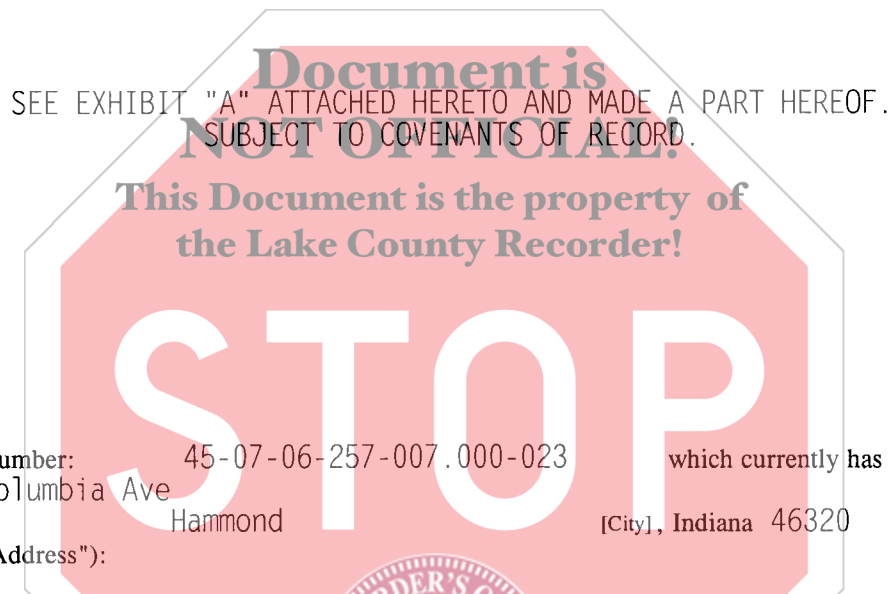 Document is
SEE EXHIBIT "A" ATTACHED HERETO AND MADE A PART HEREOF.
NOT OFFICIAL!
SUBJECT TO COVENANTS OF RECORD.
This Document is the property of
the Lake County Recorder!
STOP
umber: 45-07-06-257-007.000-023 which currently has
olumbia Ave
Hammond [City], Indiana 46320
Address"):
DER'S O